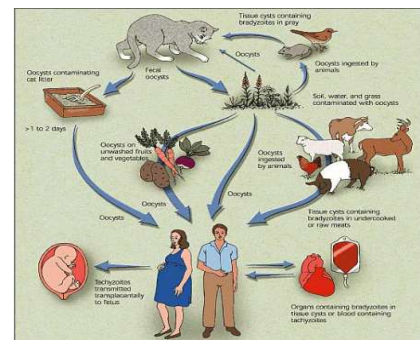 Tissue cysts containing
bradyzoites in prey
Oocysts
Oocysts ingested by
animals
Fecal
oocysts
Oocysts contaminating
cat litter
Soil, water, and grass
contaminated with oocysts
>1 to 2 days
Oocysts on
unwashed fruits
and vegetables
Oocysts
ingested
by animals
Oocysts
Oocysts
Oocysts
Tissue cysts containing
bradyzoites in undercooked
or raw meats
Tachyzoites
transmitted
transplacentally
to fetus
Organs containing bradyzoites in
tissue cysts or blood containing
tachyzoites